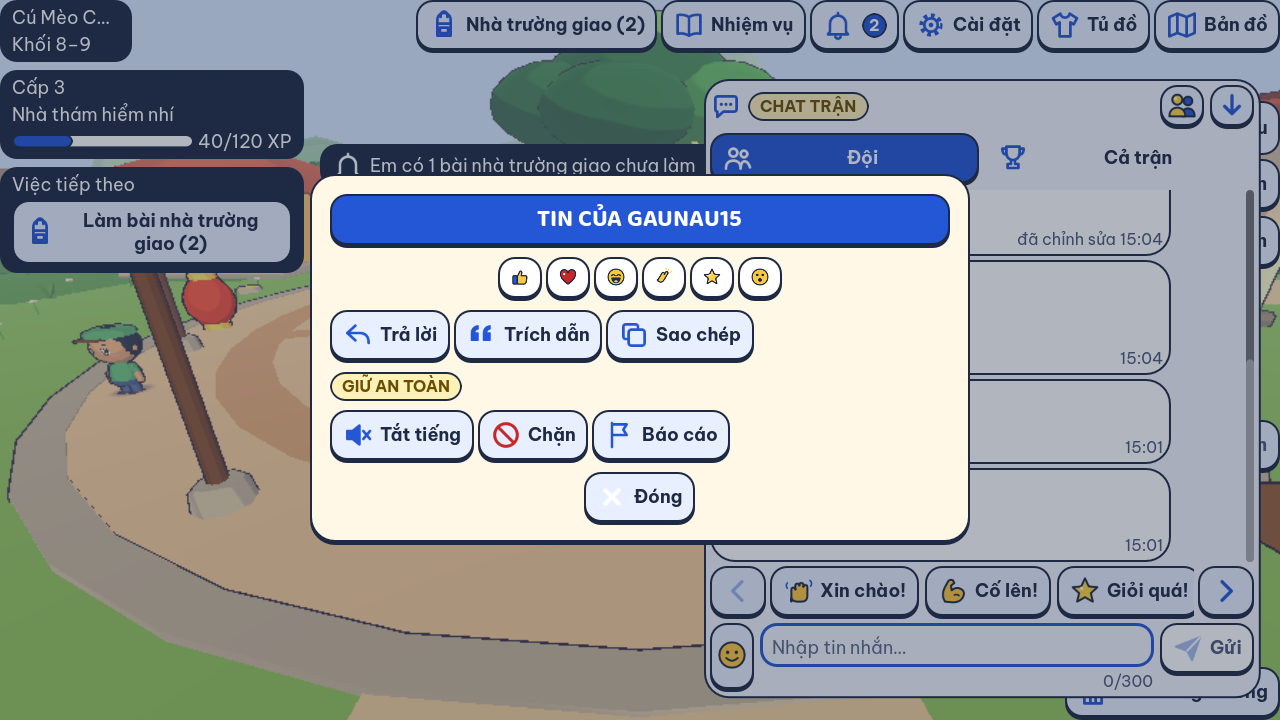 Cú Mèo C...
Khối 8–9
Nhà trường giao (2)
Nhiệm vụ
2
Cài đặt
Tủ đồ
Bản đồ
Cấp 3
Nhà thám hiểm nhí
40/120 XP
Việc tiếp theo
Làm bài nhà trường
giao (2)
Em có 1 bài nhà trường giao chưa làm
CHAT TRẬN
Đội
Cả trận
đã chỉnh sửa 15:04
15:04
15:01
15:01
TIN CỦA GAUNAU15
Trả lời
Trích dẫn
Sao chép
GIỮ AN TOÀN
Tắt tiếng
Chặn
Báo cáo
Đóng
Xin chào!
Cố lên!
Giỏi quá!
Nhập tin nhắn...
Gửi
0/300